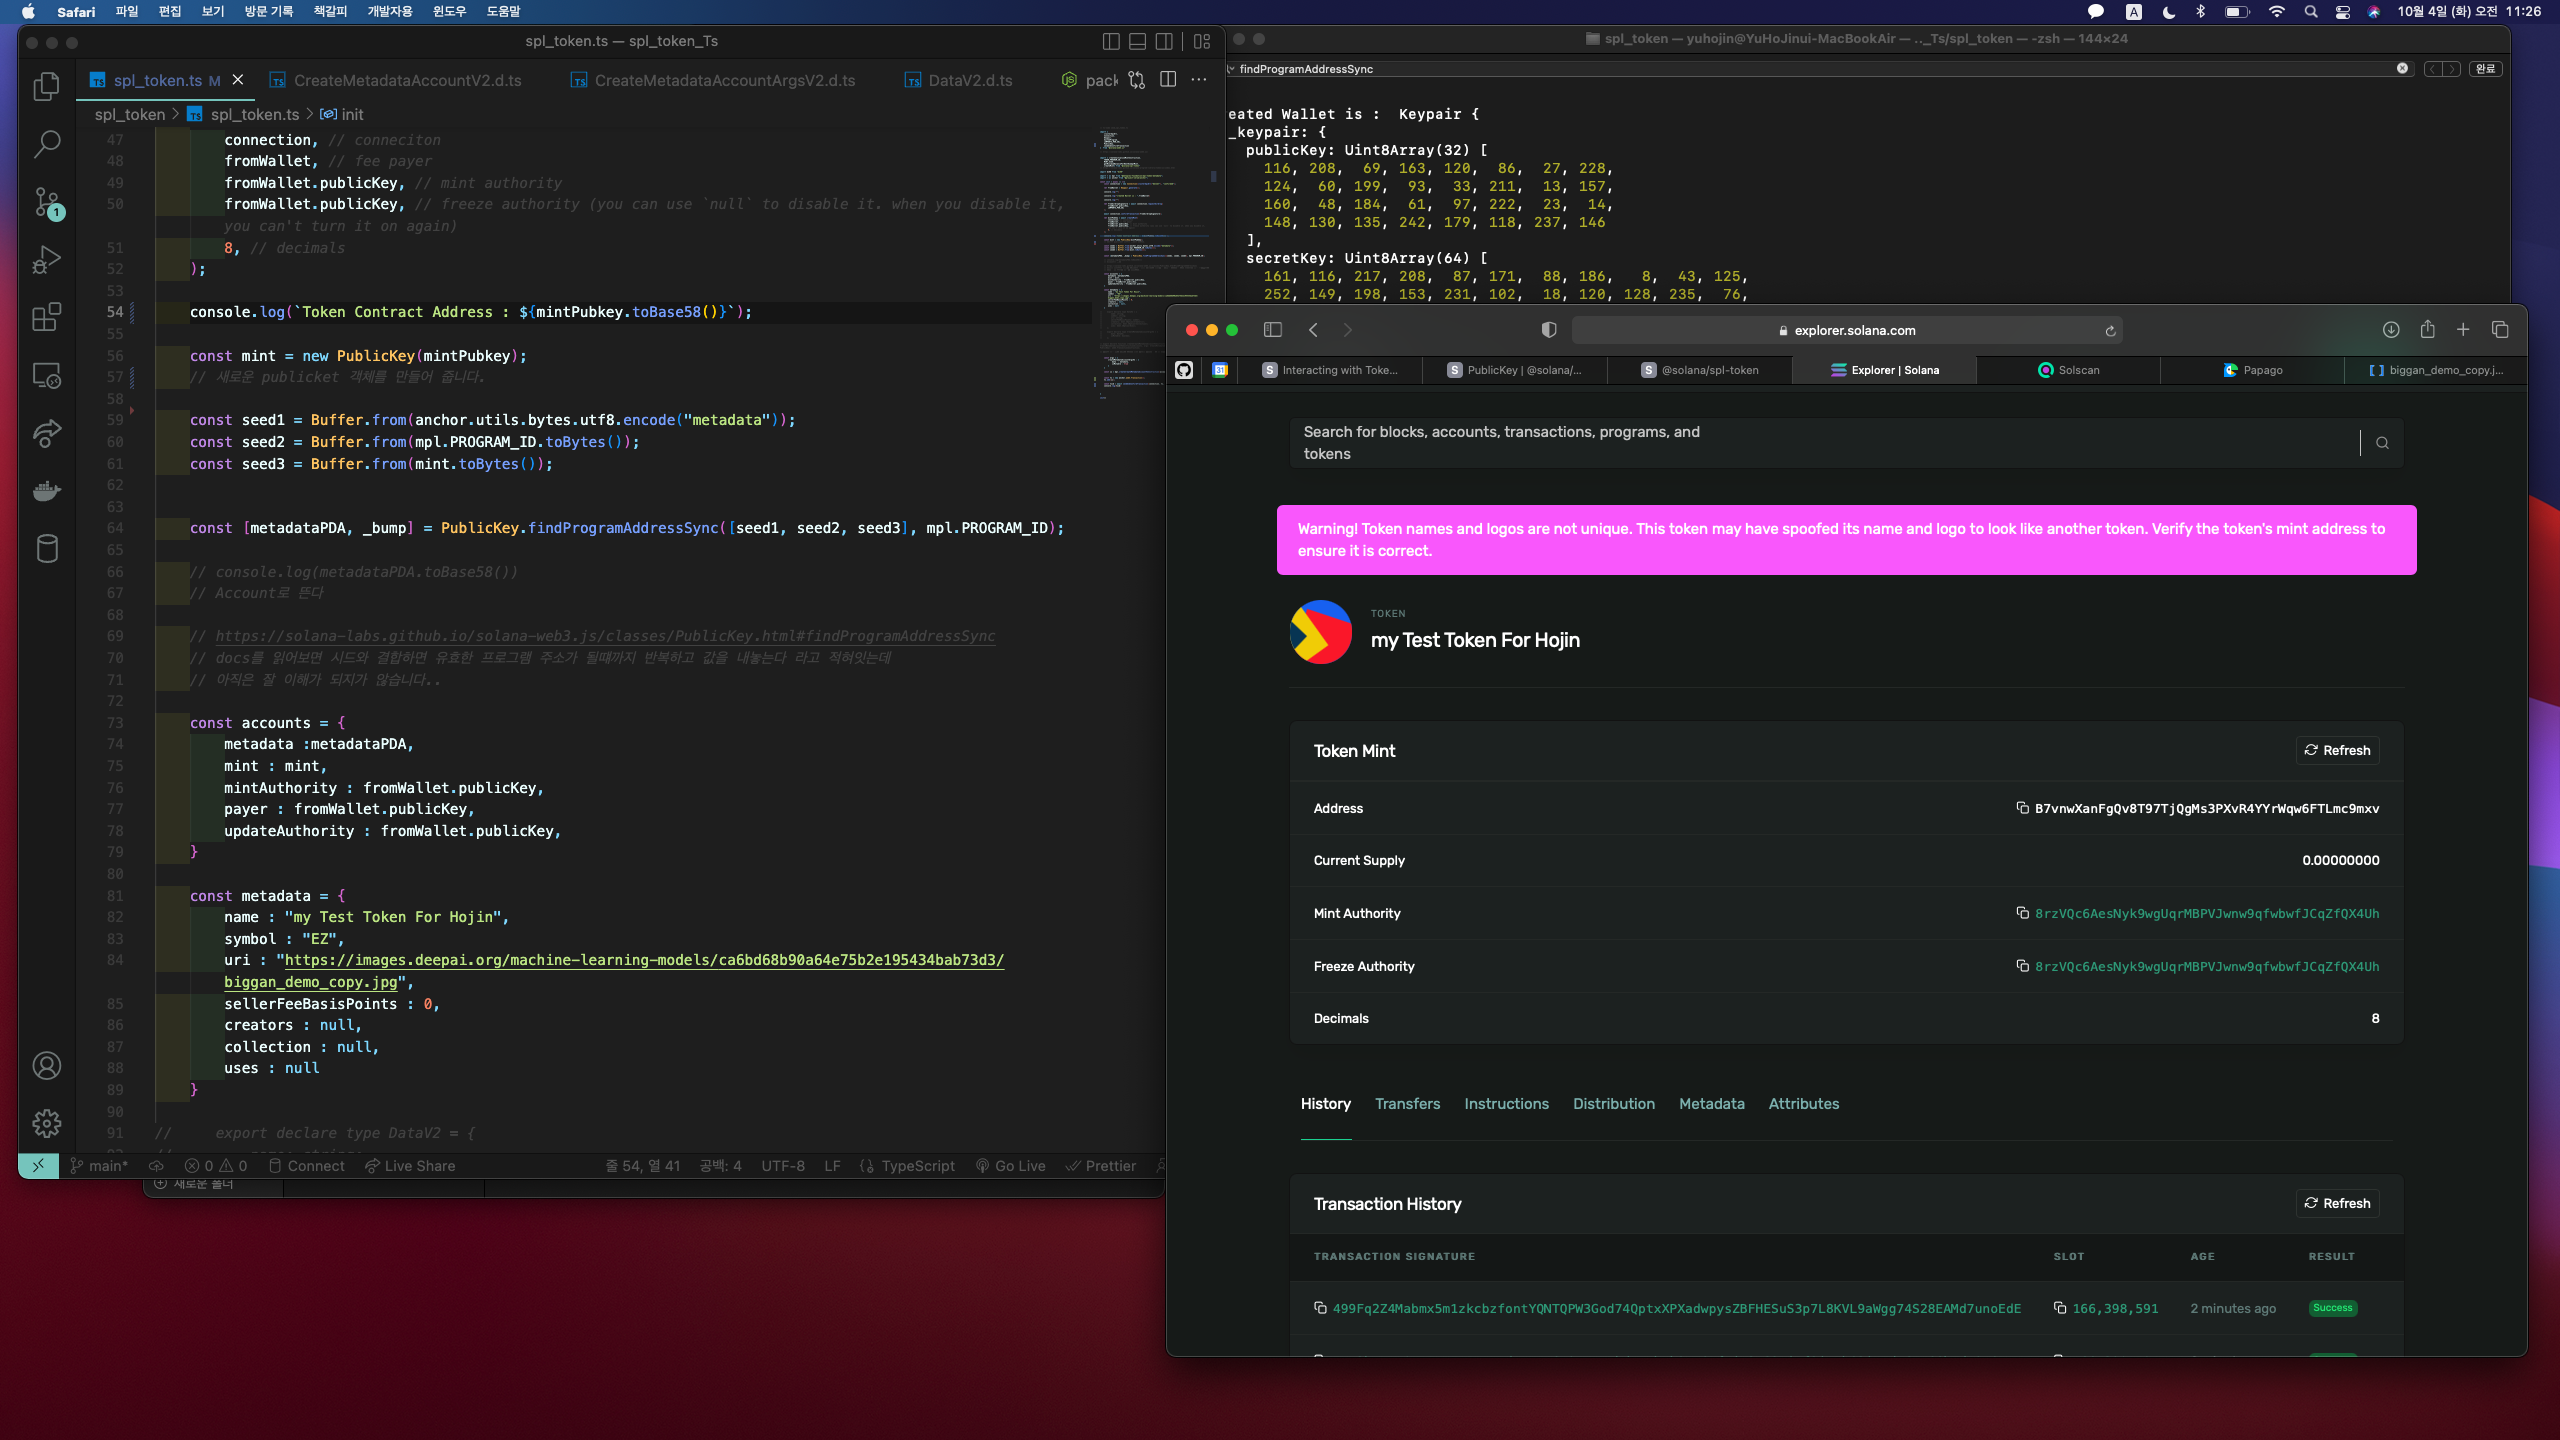 Safari 파일 편집 보기 방문 기록 책갈피 개발자용 윈도우 도움말
A 10월 4일 (화) 오전 11:26
spl_token.ts — spl_token_Ts
spl_token.ts M
CreateMetadataAccountV2.d.ts
CreateMetadataAccountArgsV2.d.ts
DataV2.d.ts
pack
spl_token > spl_token.ts > init
47 connection, // conneciton
48 fromWallet, // fee payer
49 fromWallet.publicKey, // mint authority
50 fromWallet.publicKey, // freeze authority (you can use `null` to disable it. when you disable it,
you can't turn it on again)
51 8, // decimals
52 );
53
54 console.log(`Token Contract Address : ${mintPubkey.toBase58()}`);
55
56 const mint = new PublicKey(mintPubkey);
57 // 새로운 publicket 객체를 만들어 줍니다.
58
59 const seed1 = Buffer.from(anchor.utils.bytes.utf8.encode("metadata"));
60 const seed2 = Buffer.from(mpl.PROGRAM_ID.toBytes());
61 const seed3 = Buffer.from(mint.toBytes());
62
63
64 const [metadataPDA, _bump] = PublicKey.findProgramAddressSync([seed1, seed2, seed3], mpl.PROGRAM_ID);
65
66 // console.log(metadataPDA.toBase58())
67 // Account로 뜬다
68
69 // https://solana-labs.github.io/solana-web3.js/classes/PublicKey.html#findProgramAddressSync
70 // docs를 읽어보면 시드와 결합하면 유효한 프로그램 주소가 될떄까지 반복하고 값을 내놓는다 라고 적혀잇는데
71 // 아직은 잘 이해가 되지가 않습니다..
72
73 const accounts = {
74 metadata :metadataPDA,
75 mint : mint,
76 mintAuthority : fromWallet.publicKey,
77 payer : fromWallet.publicKey,
78 updateAuthority : fromWallet.publicKey,
79 }
80
81 const metadata = {
82 name : "my Test Token For Hojin",
83 symbol : "EZ",
84 uri : "https://images.deepai.org/machine-learning-models/ca6bd68b90a64e75b2e195434bab73d3/
biggan_demo_copy.jpg",
85 sellerFeeBasisPoints : 0,
86 creators : null,
87 collection : null,
88 uses : null
89 }
90
91 // export declare type DataV2 = {
1
main* 0 0 Connect Live Share 줄 54, 열 41 공백: 4 UTF-8 LF TypeScript Go Live Prettier
새로운 폴더
spl_token — yuhojin@YuHoJinui-MacBookAir — .._Ts/spl_token — -zsh — 144×24
findProgramAddressSync
완료
eated Wallet is : Keypair {
_keypair: {
publicKey: Uint8Array(32) [
116, 208, 69, 163, 120, 86, 27, 228,
124, 60, 199, 93, 33, 211, 13, 157,
160, 48, 184, 61, 97, 222, 23, 14,
148, 130, 135, 242, 179, 118, 237, 146
],
secretKey: Uint8Array(64) [
161, 116, 217, 208, 87, 171, 88, 186, 8, 43, 125,
252, 149, 198, 153, 231, 102, 18, 120, 128, 235, 76,
explorer.solana.com
31
Interacting with Toke...
PublicKey | @solana/...
@solana/spl-token
Explorer | Solana
Solscan
Papago
biggan_demo_copy.j...
Search for blocks, accounts, transactions, programs, and
tokens
Warning! Token names and logos are not unique. This token may have spoofed its name and logo to look like another token. Verify the token's mint address to
ensure it is correct.
TOKEN
my Test Token For Hojin
Token Mint
Refresh
Address B7vnwXanFgQv8T97TjQgMs3PXvR4YYrWqw6FTLmc9mxv
Current Supply 0.00000000
Mint Authority 8rzVQc6AesNyk9wgUqrMBPVJwnw9qfwbwfJCqZfQX4Uh
Freeze Authority 8rzVQc6AesNyk9wgUqrMBPVJwnw9qfwbwfJCqZfQX4Uh
Decimals 8
History Transfers Instructions Distribution Metadata Attributes
Transaction History
Refresh
TRANSACTION SIGNATURE SLOT AGE RESULT
499Fq2Z4Mabmx5m1zkcbzfontYQNTQPW3God74QptxXPXadwpysZBFHESuS3p7L8KVL9aWgg74S28EAMd7unoEdE 166,398,591 2 minutes ago Success